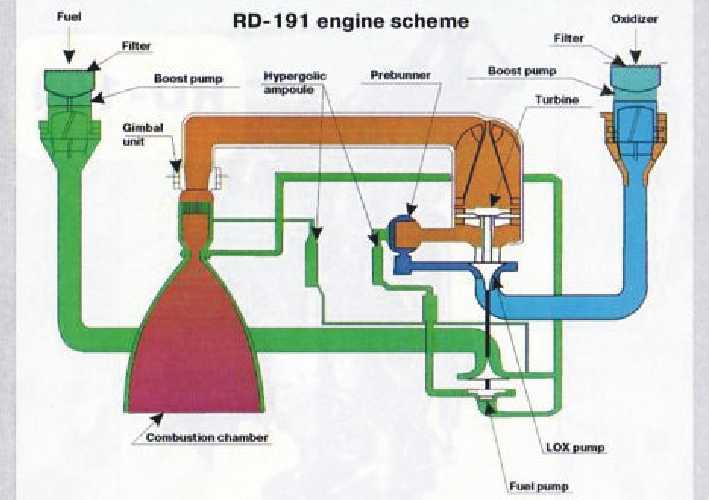 RD-191 engine scheme
Fuel
Oxidizer
Filter
Filter
Boost pump
Hypergolic
ampoule
Prebunner
Boost pump
Turbine
Gimbal
unit
Combustion chamber
LOX pump
Fuel pump